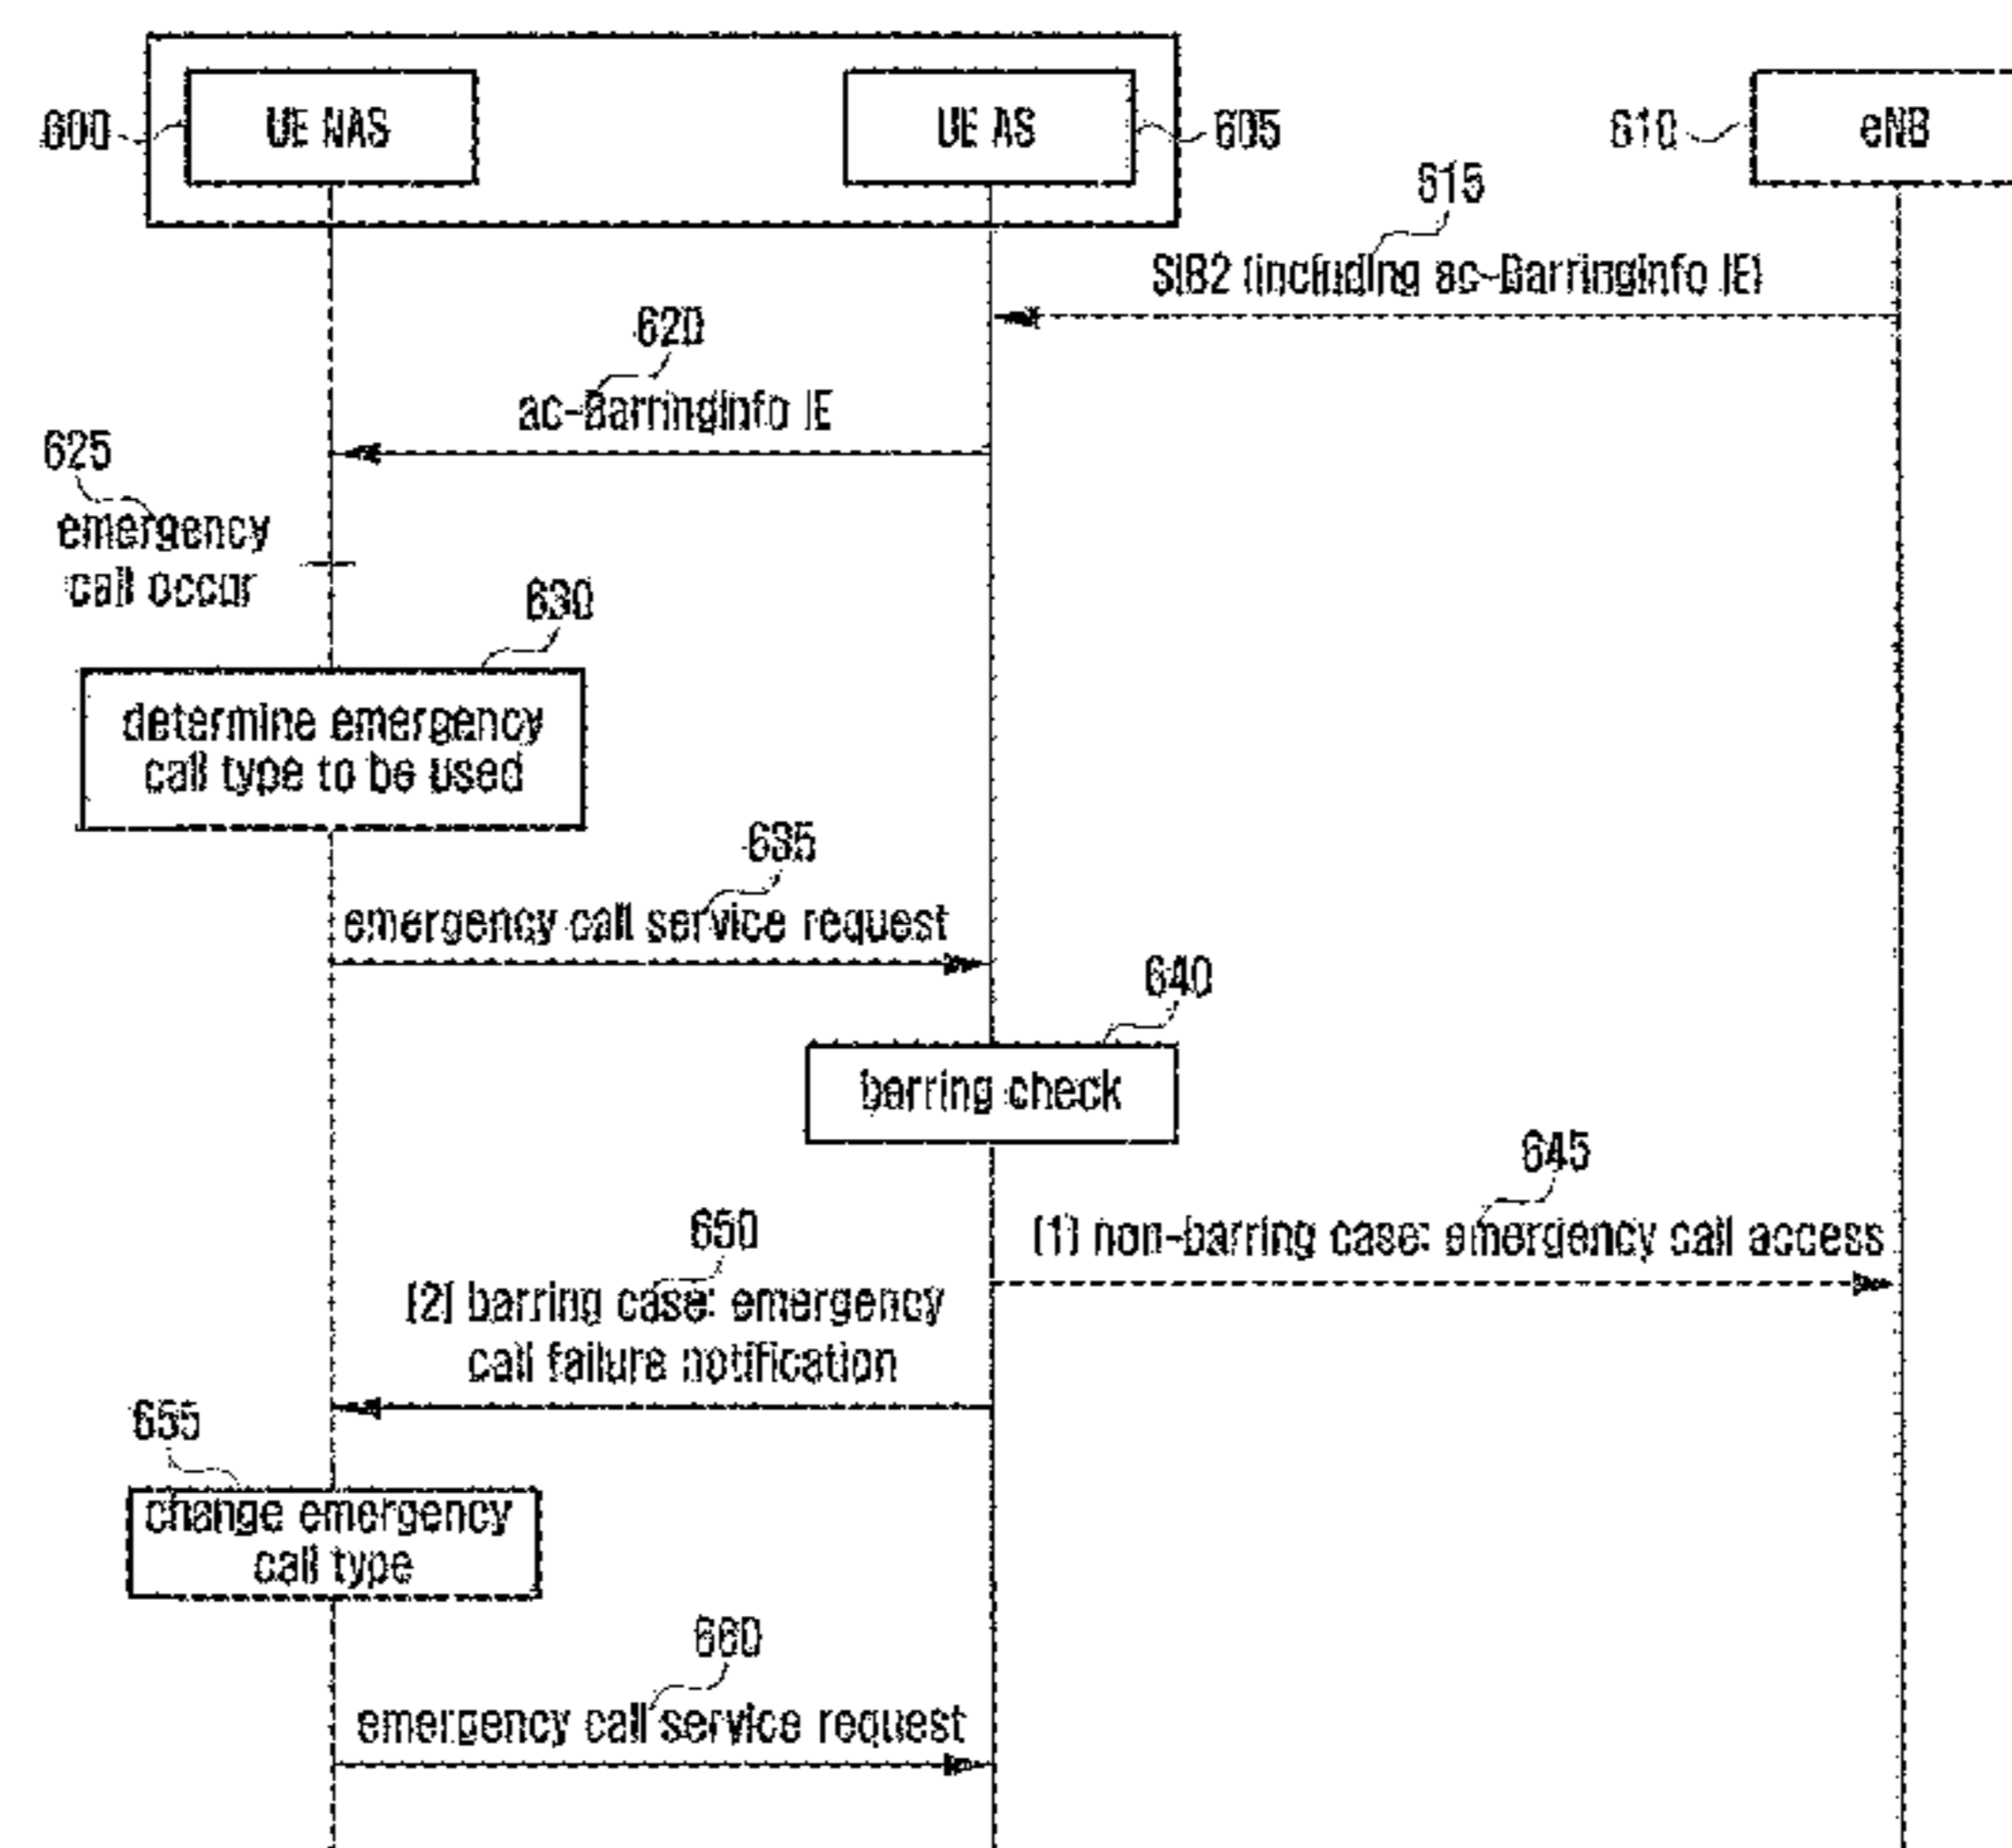 600 UE NAS UE AS 605 610 eNB
615
SIB2 (including ac-BarringInfo IE)
620
ac-BarringInfo IE
625
emergency
call occur
630
determine emergency
call type to be used
635
emergency call service request
640
barring check
645
(1) non-barring case: emergency call access
650
(2) barring case: emergency
call failure notification
655
change emergency
call type
660
emergency call service request